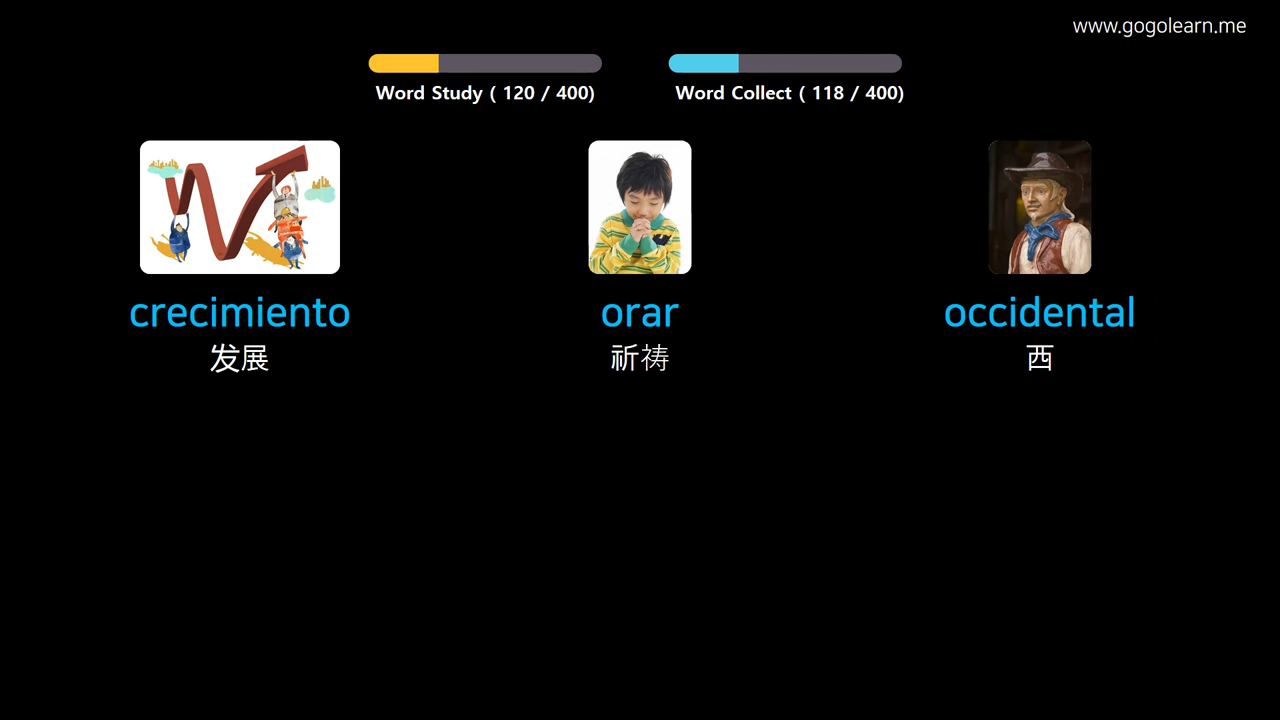 www.gogolearn.me
Word Study ( 120 / 400)
Word Collect ( 118 / 400)
crecimiento
发展
orar
祈祷
occidental
西